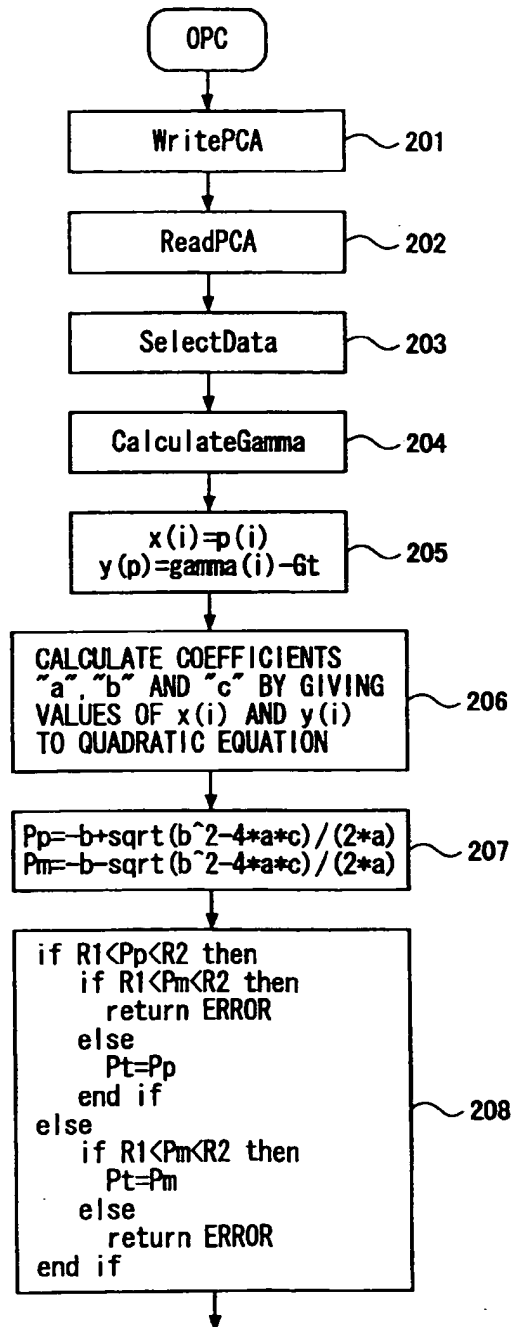 OPC
WritePCA
201
ReadPCA
202
SelectData
203
CalculateGamma
204
x(i)=p(i)
y(p)=gamma(i)-Gt
205
CALCULATE COEFFICIENTS
"a", "b" AND "c" BY GIVING
VALUES OF x(i) AND y(i)
TO QUADRATIC EQUATION
206
Pp=-b+sqrt(b^2-4*a*c)/(2*a)
Pm=-b-sqrt(b^2-4*a*c)/(2*a)
207
if R1<Pp<R2 then
if R1<Pm<R2 then
return ERROR
else
Pt=Pp
end if
else
if R1<Pm<R2 then
Pt=Pm
else
return ERROR
end if
208